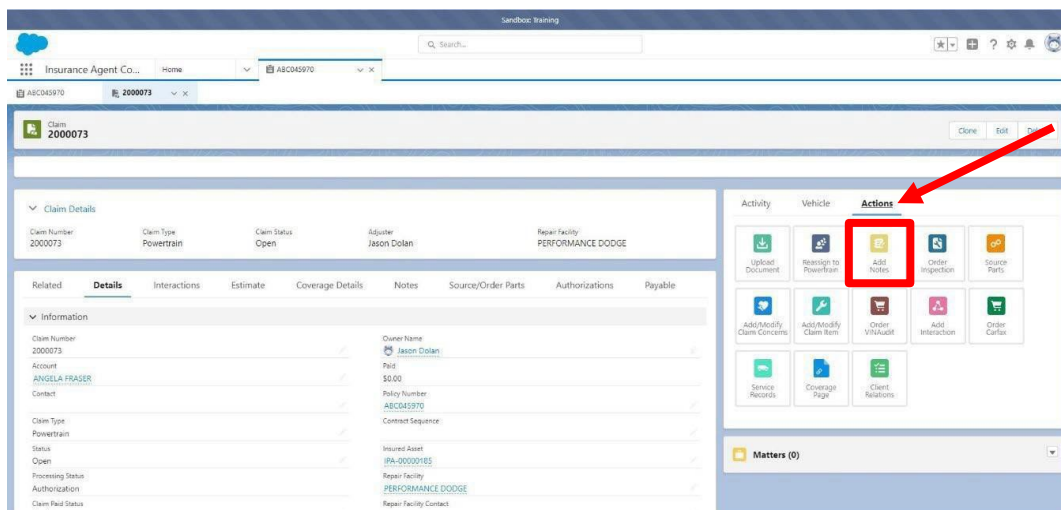 Sandbox: Training
Search...
Insurance Agent Co... Home ABC045970
ABC045970 2000073
Claim
2000073
Clone Edit
Claim Details
Claim Number Claim Type Claim Status Adjuster Repair Facility
2000073 Powertrain Open Jason Dolan PERFORMANCE DODGE
Related Details Interactions Estimate Coverage Details Notes Source/Order Parts Authorizations Payable
Information
Claim Number Owner Name
2000073 Jason Dolan
Account Paid
ANGELA FRASER $0.00
Contact Policy Number
ABC045970
Claim Type Contract Sequence
Powertrain
Status Insured Asset
Open IPA-00000185
Processing Status Repair Facility
Authorization PERFORMANCE DODGE
Claim Paid Status Repair Facility Contact
Activity Vehicle Actions
Upload Reassign to Add Order Source
Document Powertrain Notes Inspection Parts
Add/Modify Add/Modify Order Add Order
Claim Concerns Claim Item VINAudit Interaction Carfax
Service Coverage Client
Records Page Relations
Matters (0)